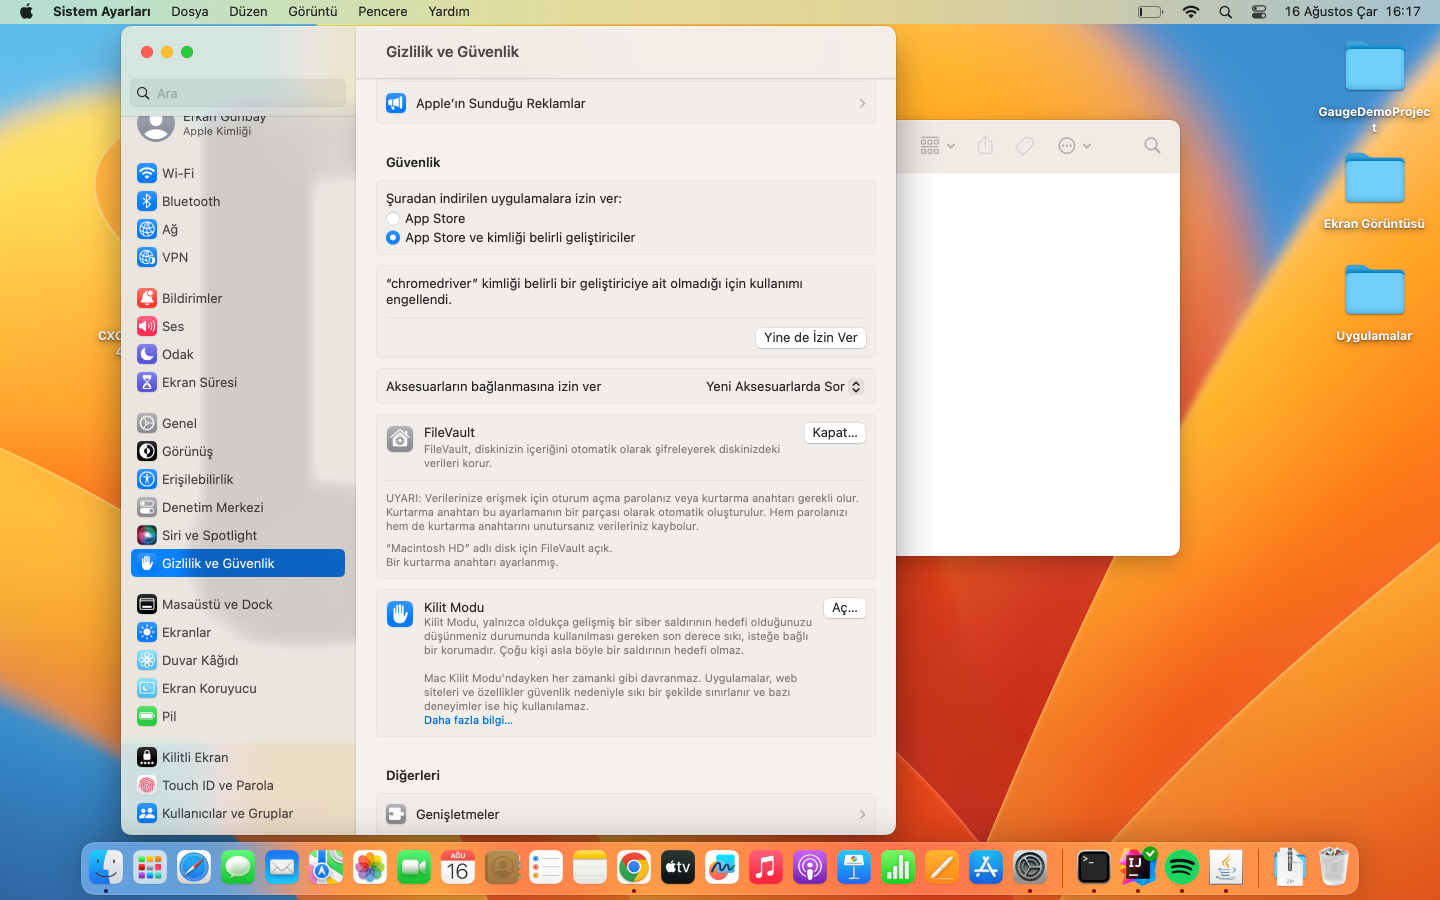 Sistem Ayarları Dosya Düzen Görüntü Pencere Yardım
16 Ağustos Çar 16:17
Ara
Erkan Günbay
Apple Kimliği
Wi-Fi
Bluetooth
Ağ
VPN
Bildirimler
Ses
Odak
Ekran Süresi
Genel
Görünüş
Erişilebilirlik
Denetim Merkezi
Siri ve Spotlight
Gizlilik ve Güvenlik
Masaüstü ve Dock
Ekranlar
Duvar Kâğıdı
Ekran Koruyucu
Pil
Kilitli Ekran
Touch ID ve Parola
Kullanıcılar ve Gruplar
Gizlilik ve Güvenlik
Apple'ın Sunduğu Reklamlar
Güvenlik
Şuradan indirilen uygulamalara izin ver:
App Store
App Store ve kimliği belirli geliştiriciler
“chromedriver” kimliği belirli bir geliştiriciye ait olmadığı için kullanımı
engellendi.
Yine de İzin Ver
Aksesuarların bağlanmasına izin ver
Yeni Aksesuarlarda Sor
FileVault
Kapat...
FileVault, diskinizin içeriğini otomatik olarak şifreleyerek diskinizdeki
verileri korur.
UYARI: Verilerinize erişmek için oturum açma parolanız veya kurtarma anahtarı gerekli olur.
Kurtarma anahtarı bu ayarlamanın bir parçası olarak otomatik oluşturulur. Hem parolanızı
hem de kurtarma anahtarını unutursanız verileriniz kaybolur.
“Macintosh HD” adlı disk için FileVault açık.
Bir kurtarma anahtarı ayarlanmış.
Kilit Modu
Aç...
Kilit Modu, yalnızca oldukça gelişmiş bir siber saldırının hedefi olduğunuzu
düşünmeniz durumunda kullanılması gereken son derece sıkı, isteğe bağlı
bir korumadır. Çoğu kişi asla böyle bir saldırının hedefi olmaz.
Mac Kilit Modu'ndayken her zamanki gibi davranmaz. Uygulamalar, web
siteleri ve özellikler güvenlik nedeniyle sıkı bir şekilde sınırlanır ve bazı
deneyimler ise hiç kullanılamaz.
Daha fazla bilgi...
Diğerleri
Genişletmeler
GaugeDemoProjec
t
Ekran Görüntüsü
Uygulamalar
CXC
4
AĞU
16
tv
IJ
ZIP